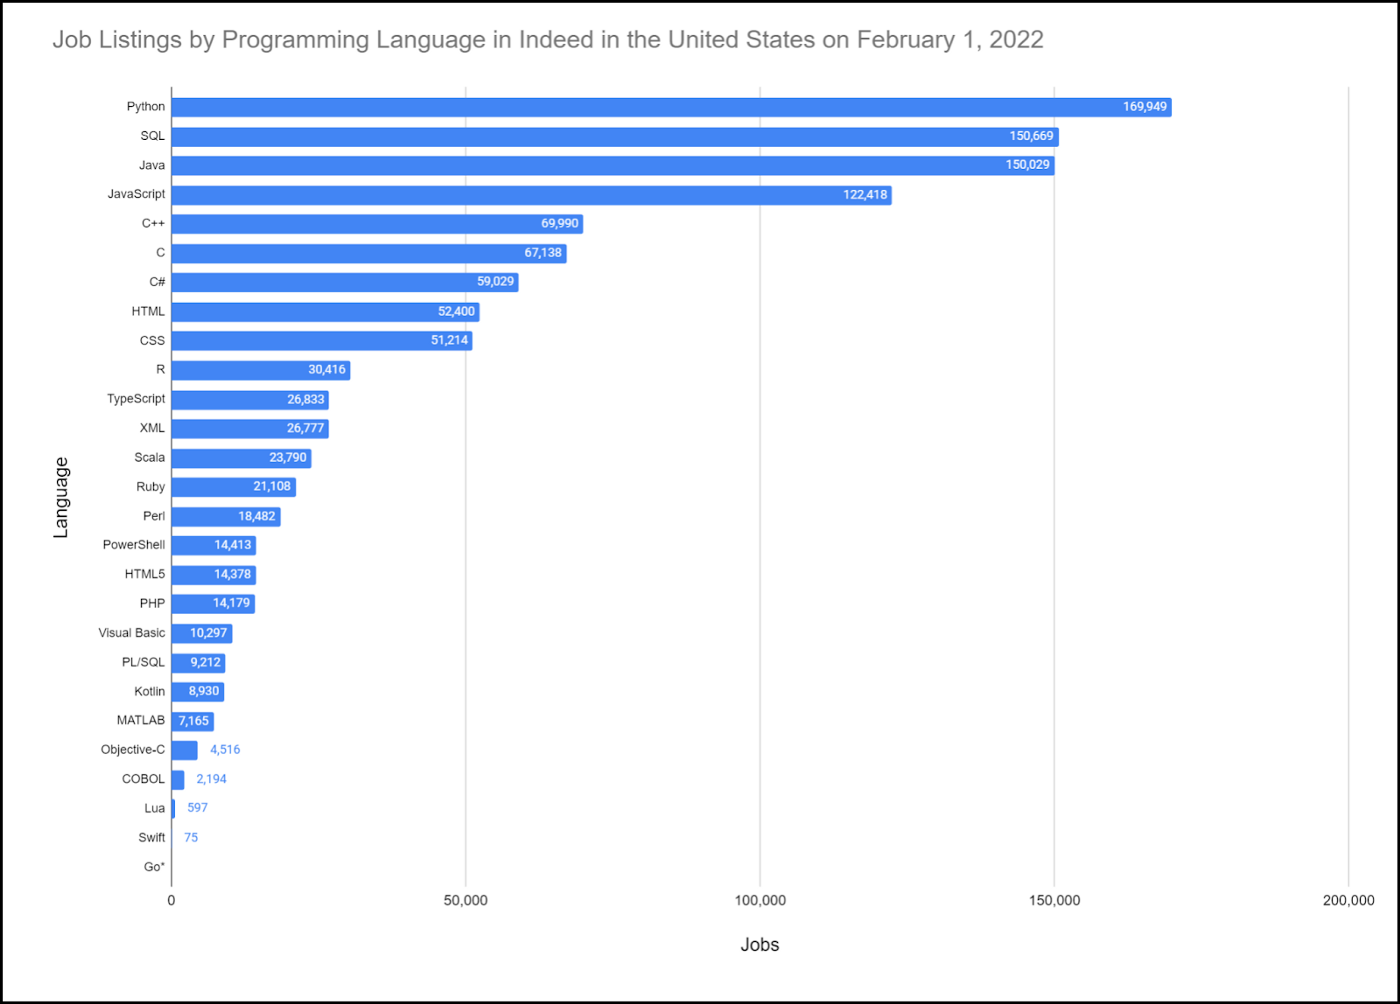 Job Listings by Programming Language in Indeed in the United States on February 1, 2022
Language
Python 169,949
SQL 150,669
Java 150,029
JavaScript 122,418
C++ 69,990
C 67,138
C# 59,029
HTML 52,400
CSS 51,214
R 30,416
TypeScript 26,833
XML 26,777
Scala 23,790
Ruby 21,108
Perl 18,482
PowerShell 14,413
HTML5 14,378
PHP 14,179
Visual Basic 10,297
PL/SQL 9,212
Kotlin 8,930
MATLAB 7,165
Objective-C 4,516
COBOL 2,194
Lua 597
Swift 75
Go*
0 50,000 100,000 150,000 200,000
Jobs